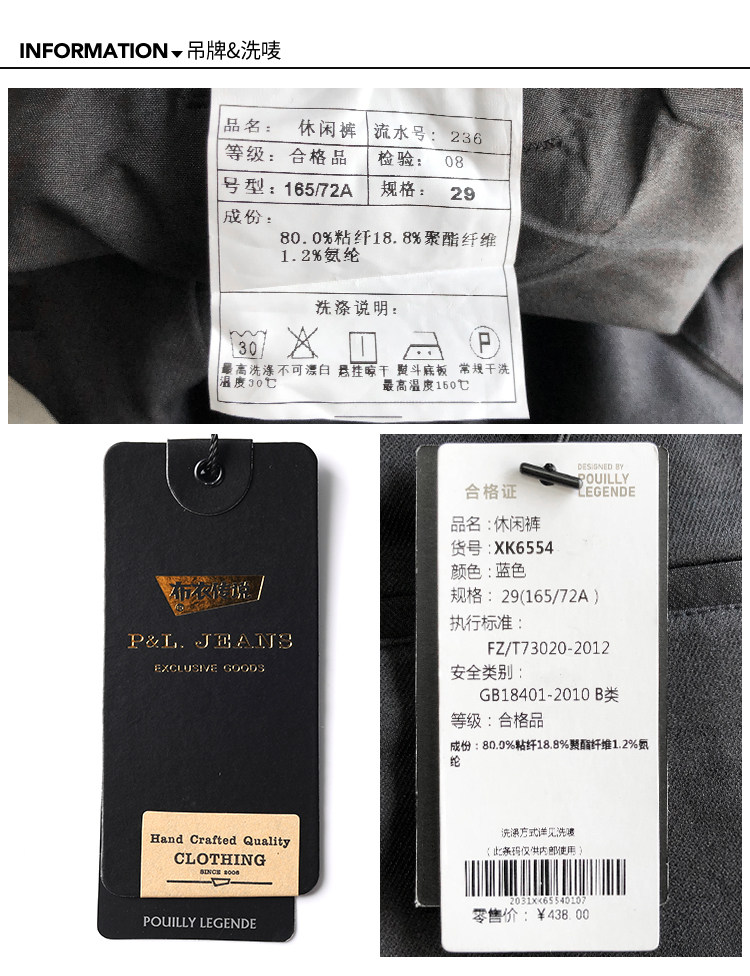 INFORMATION 吊牌&洗唛
品名： 休闲裤 流水号：236
等级：合格品 检验：08
号型：165/72A 规格：29
成份：
80.0%粘纤18.8%聚酯纤维
1.2%氨纶
洗涤说明：
30 P
最高洗涤 不可漂白 悬挂晾干 熨斗底板 常规干洗
温度30℃ 最高温度150℃
布衣传说
®
P&L JEANS
EXCLUSIVE GOODS
Hand Crafted Quality
CLOTHING
SINCE 2008
POUILLY LEGENDE
DESIGNED BY
POUILLY
LEGENDE
合格证
品名：休闲裤
货号：XK6554
颜色：蓝色
规格：29(165/72A）
执行标准：
FZ/T73020-2012
安全类别：
GB18401-2010 B类
等级：合格品
成份：80.0%粘纤18.8%聚酯纤维1.2%氨
纶
洗涤方式详见洗唛
（此条码仅供内部使用）
2031XK65540107
零售价：￥438.00